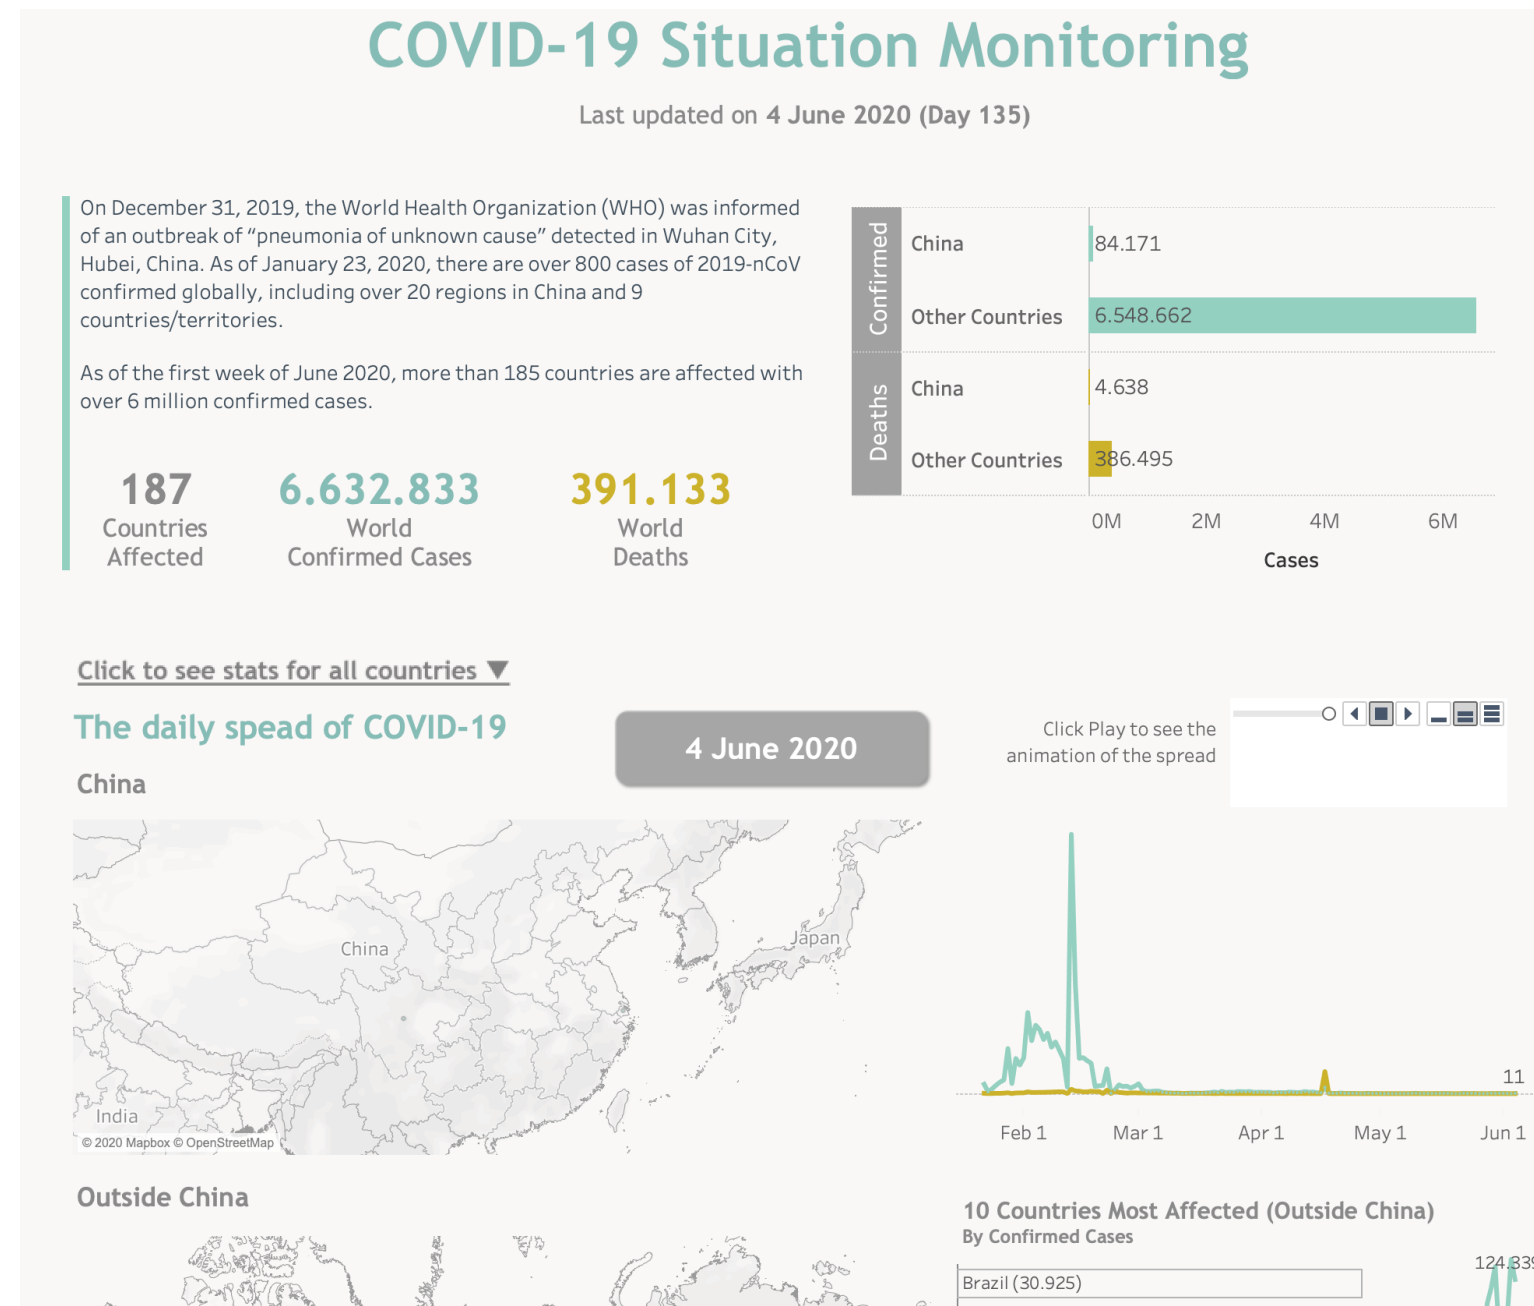 COVID-19 Situation Monitoring
Last updated on 4 June 2020 (Day 135)
On December 31, 2019, the World Health Organization (WHO) was informed
of an outbreak of “pneumonia of unknown cause” detected in Wuhan City,
Hubei, China. As of January 23, 2020, there are over 800 cases of 2019-nCoV
confirmed globally, including over 20 regions in China and 9
countries/territories.
As of the first week of June 2020, more than 185 countries are affected with
over 6 million confirmed cases.
187
Countries
Affected
6.632.833
World
Confirmed Cases
391.133
World
Deaths
Confirmed
China
84.171
Other Countries
6.548.662
Deaths
China
4.638
Other Countries
386.495
0M 2M 4M 6M
Cases
Click to see stats for all countries ▼
The daily spead of COVID-19
4 June 2020
Click Play to see the
animation of the spread
China
China
Japan
India
© 2020 Mapbox © OpenStreetMap
11
Feb 1 Mar 1 Apr 1 May 1 Jun 1
Outside China
10 Countries Most Affected (Outside China)
By Confirmed Cases
Brazil (30.925)
124.339